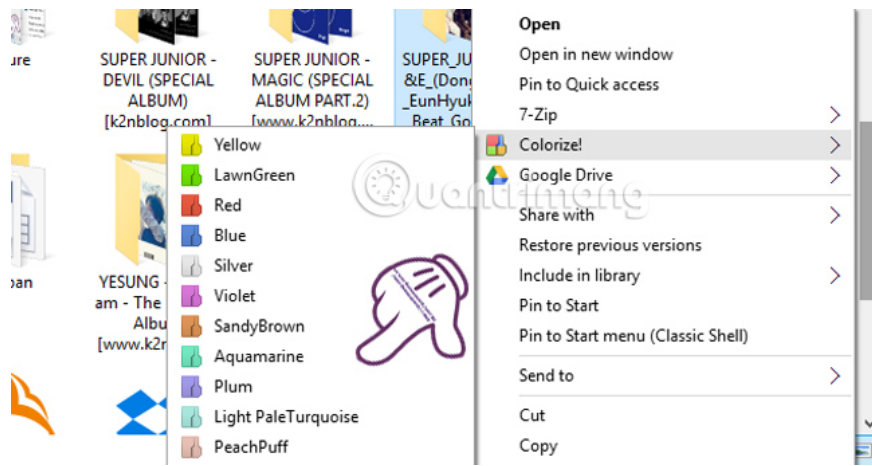 ure
SUPER JUNIOR -
DEVIL (SPECIAL
ALBUM)
[k2nblog.com]
SUPER JUNIOR -
MAGIC (SPECIAL
ALBUM PART.2)
[www.k2nblog....
SUPER_JU
&E_(Dong
_EunHyuk
Beat_Go
pan
YESUNG -
am - The
Albu
[www.k2r
Yellow
LawnGreen
Red
Blue
Silver
Violet
SandyBrown
Aquamarine
Plum
Light PaleTurquoise
PeachPuff
Open
Open in new window
Pin to Quick access
7-Zip
Colorize!
Google Drive
Share with
Restore previous versions
Include in library
Pin to Start
Pin to Start menu (Classic Shell)
Send to
Cut
Copy
Quantrimang